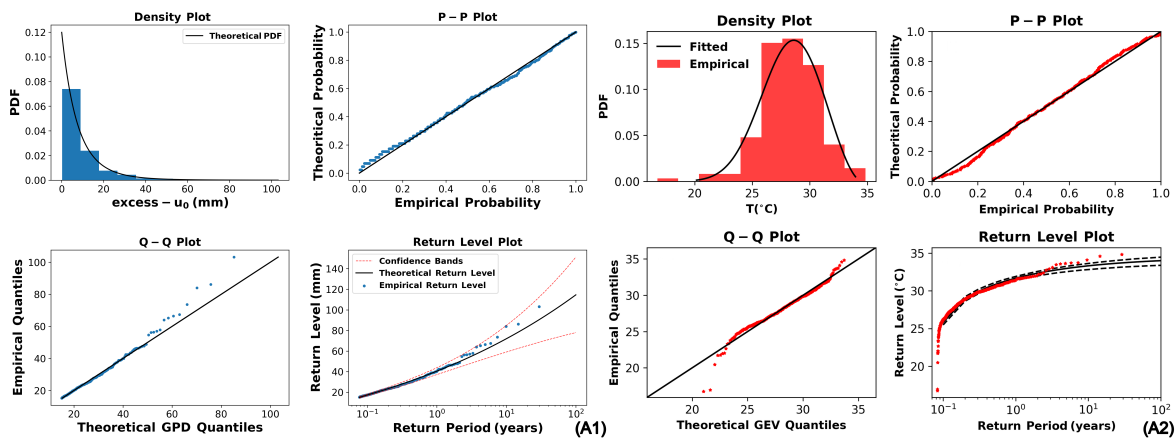 Density Plot
0.12
0.10
0.08
0.06
0.04
0.02
0.00
PDF
Theoretical PDF
0
20
40
60
80
100
excess − u0 (mm)
P − P Plot
1.0
0.8
0.6
0.4
0.2
0.0
Theoritical Probability
0.0
0.2
0.4
0.6
0.8
1.0
Empirical Probability
Density Plot
0.15
0.10
0.05
0.00
PDF
Fitted
Empirical
20
25
30
35
T(°C)
P − P Plot
1.0
0.8
0.6
0.4
0.2
0.0
Theoritical Probability
0.0
0.2
0.4
0.6
0.8
1.0
Empirical Probability
Q − Q Plot
100
80
60
40
20
Empirical Quantiles
20
40
60
80
100
Theoretical GPD Quantiles
Return Level Plot
140
120
100
80
60
40
20
Return Level (mm)
Confidence Bands
Theoretical Return Level
Empirical Return Level
10−1
100
101
102
Return Period (years)
(A1)
Q − Q Plot
35
30
25
20
Empirical Quantiles
20
25
30
35
Theoretical GEV Quantiles
Return Level Plot
35
30
25
20
Return Level (°C)
10−1
100
101
102
Return Period (years)
(A2)